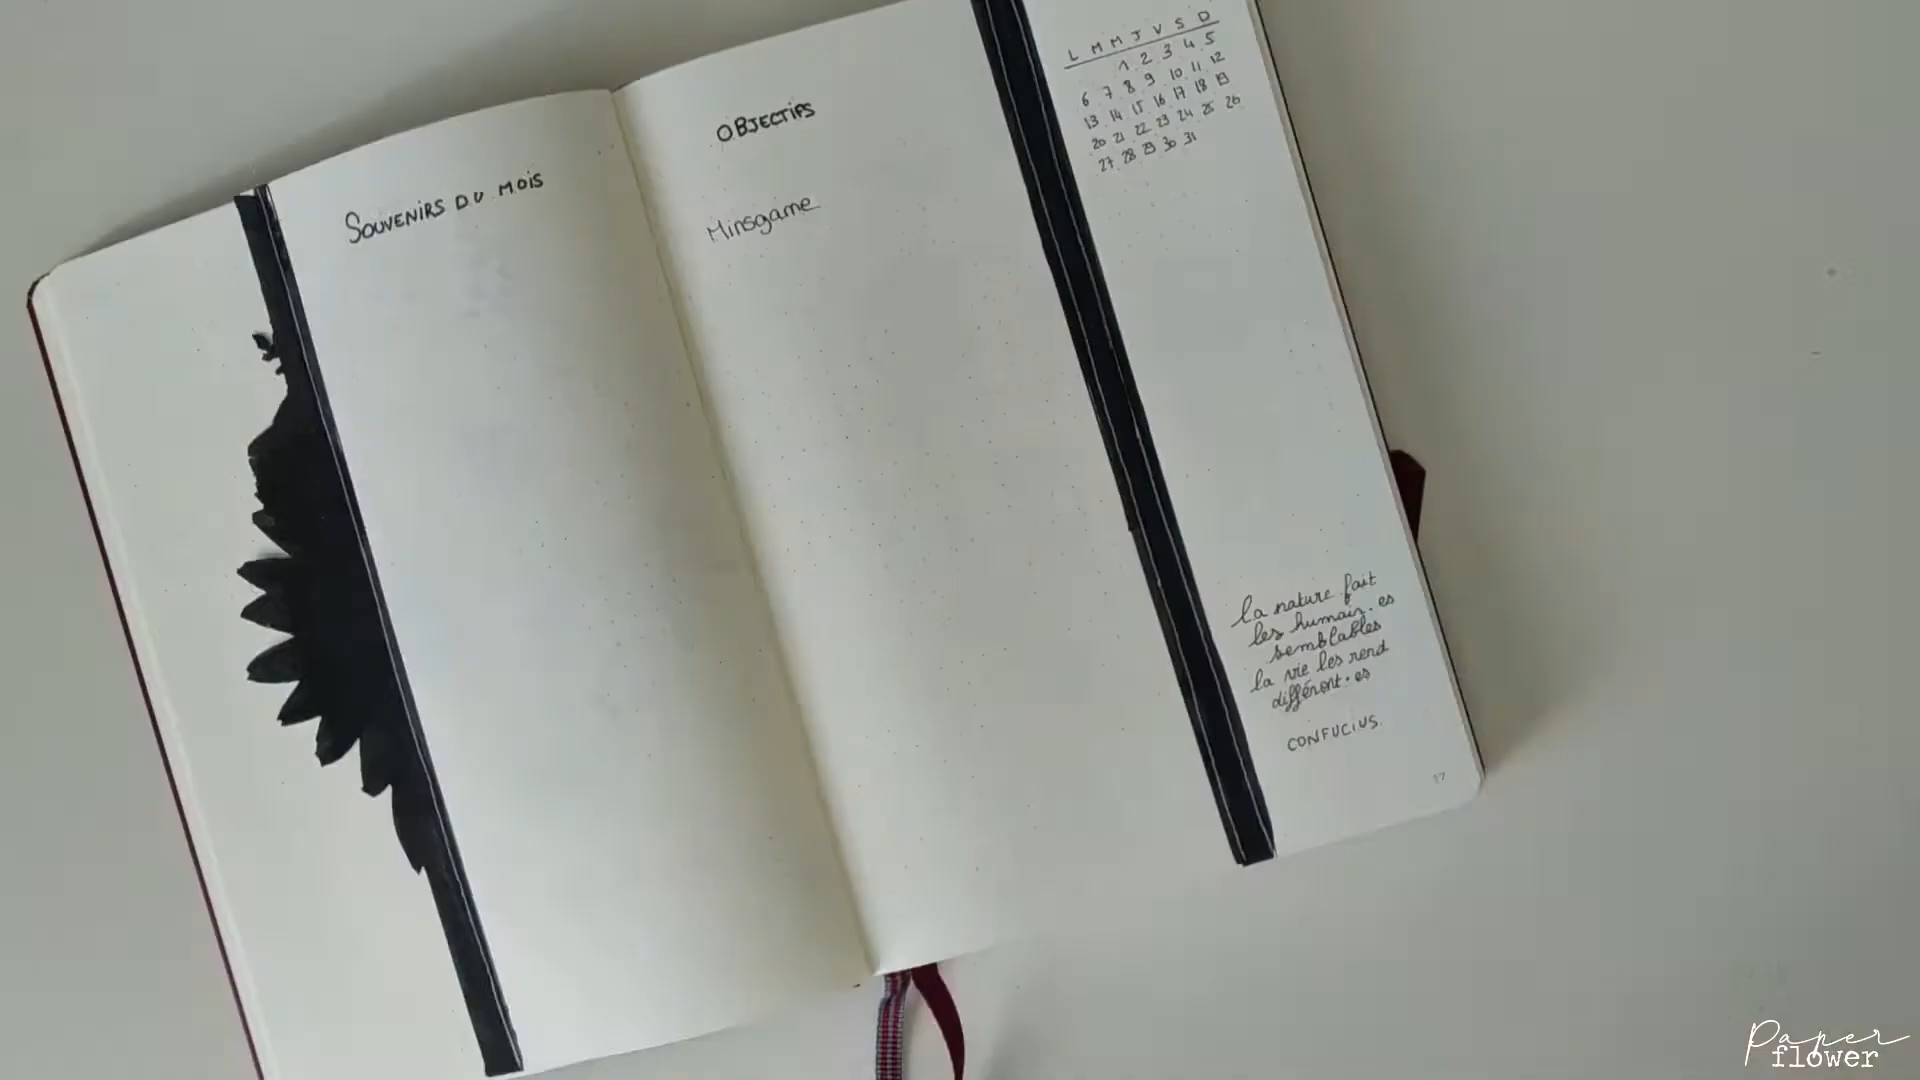 SOUVENIRS DU MOIS
OBJECTIFS
Minsgame
L M M J V S D
1 2 3 4 5
6 7 8 9 10 11 12
13 14 15 16 17 18 19
20 21 22 23 24 25 26
27 28 29 30 31
la nature fait
les humain.es
semblables
la vie les rend
différent.es
CONFUCIUS
17
Paper
flower